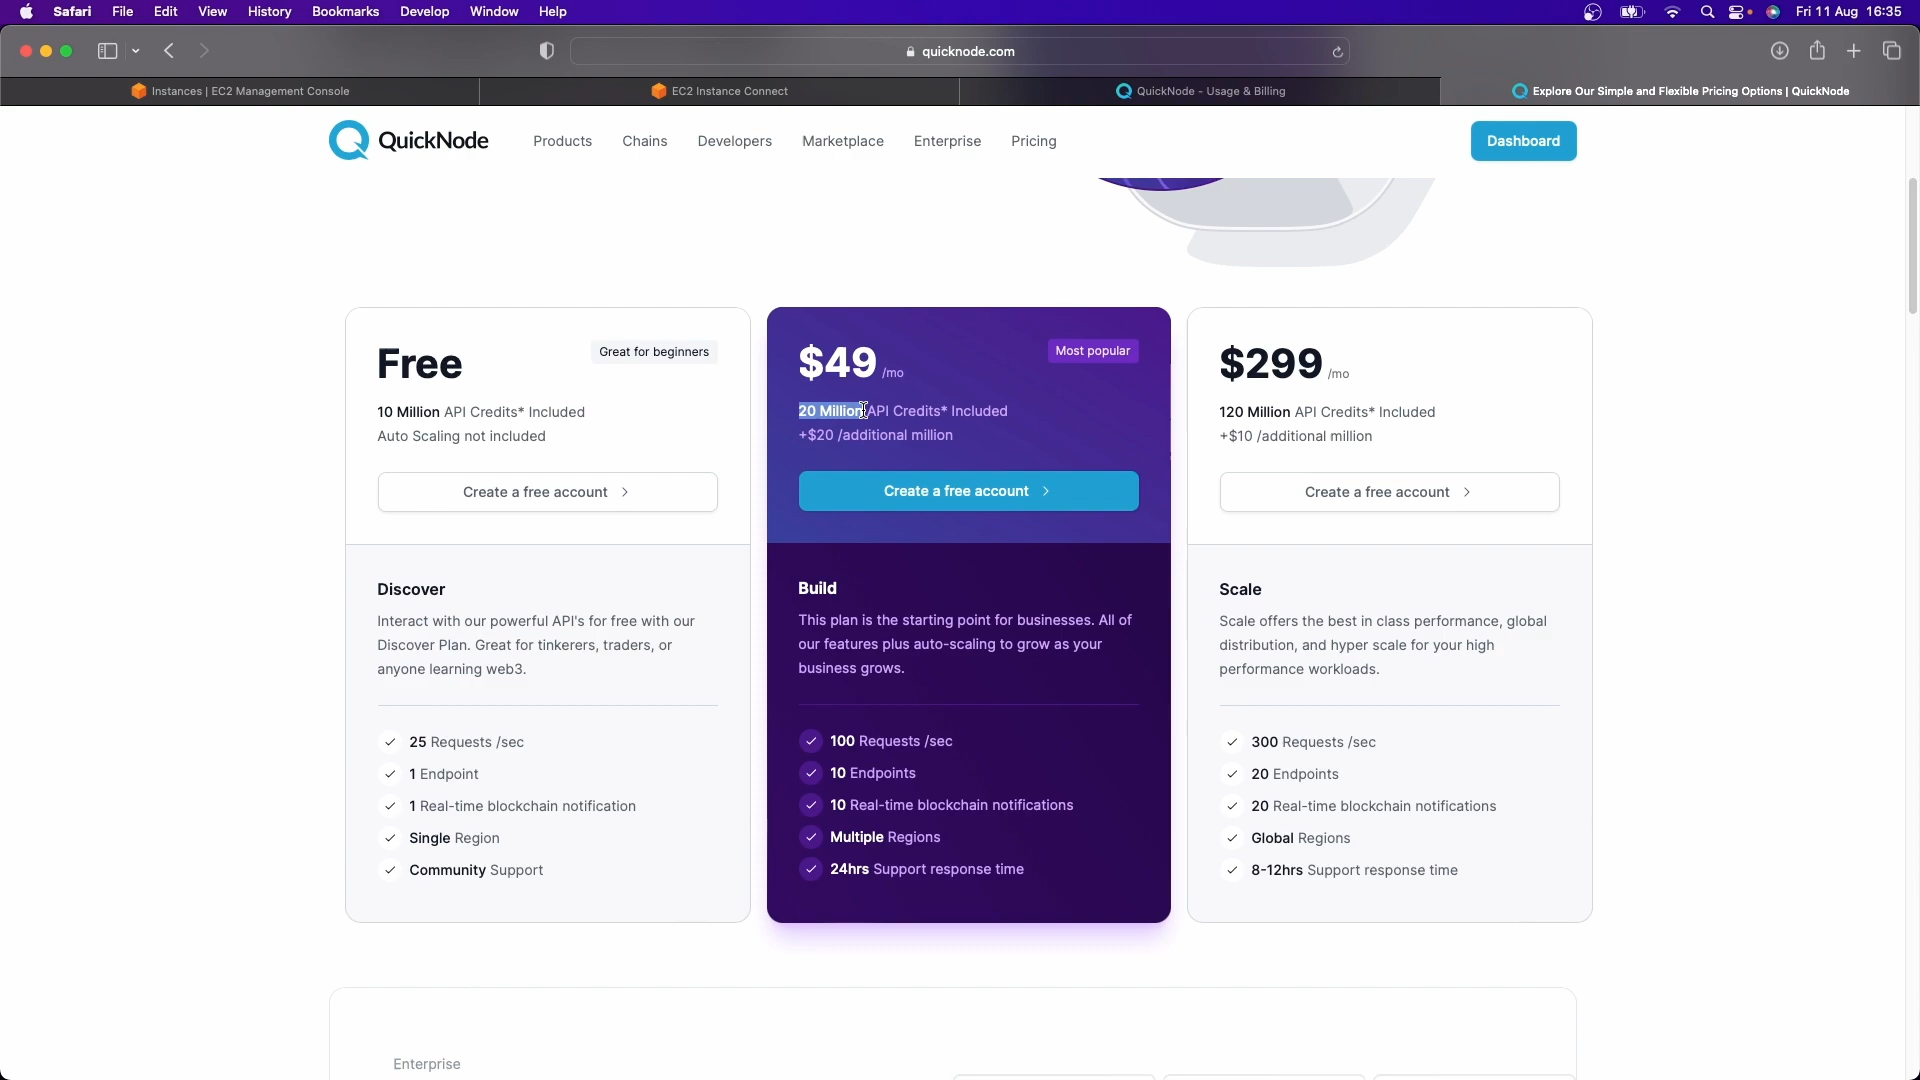 Safari File Edit View History Bookmarks Develop Window Help Fri 11 Aug 16:35
quicknode.com
Instances | EC2 Management Console
EC2 Instance Connect
QuickNode - Usage & Billing
Explore Our Simple and Flexible Pricing Options | QuickNode
QuickNode
Products
Chains
Developers
Marketplace
Enterprise
Pricing
Dashboard
Free
Great for beginners
10 Million API Credits* Included
Auto Scaling not included
Create a free account
Discover
Interact with our powerful API's for free with our
Discover Plan. Great for tinkerers, traders, or
anyone learning web3.
25 Requests /sec
1 Endpoint
1 Real-time blockchain notification
Single Region
Community Support
$49 /mo
Most popular
20 Million API Credits* Included
+$20 /additional million
Create a free account
Build
This plan is the starting point for businesses. All of
our features plus auto-scaling to grow as your
business grows.
100 Requests /sec
10 Endpoints
10 Real-time blockchain notifications
Multiple Regions
24hrs Support response time
$299 /mo
120 Million API Credits* Included
+$10 /additional million
Create a free account
Scale
Scale offers the best in class performance, global
distribution, and hyper scale for your high
performance workloads.
300 Requests /sec
20 Endpoints
20 Real-time blockchain notifications
Global Regions
8-12hrs Support response time
Enterprise